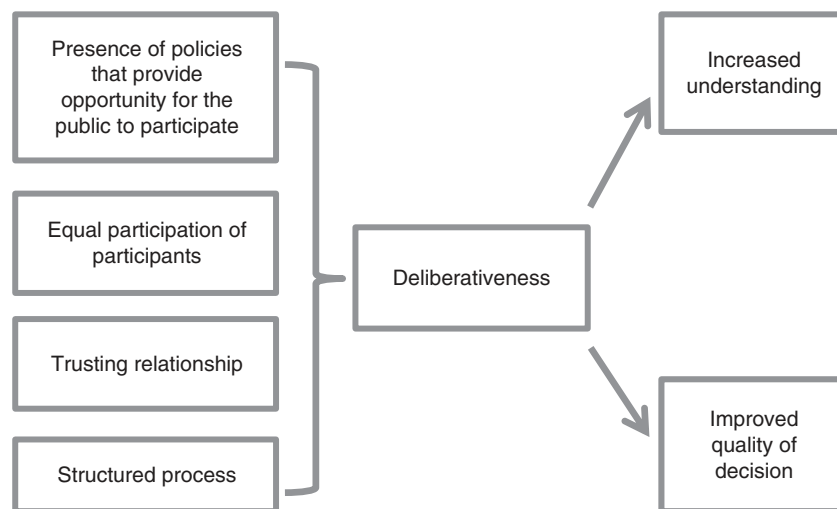 Presence of policies
that provide
opportunity for the
public to participate
Equal participation of
participants
Trusting relationship
Structured process
Deliberativeness
Increased
understanding
Improved
quality of
decision